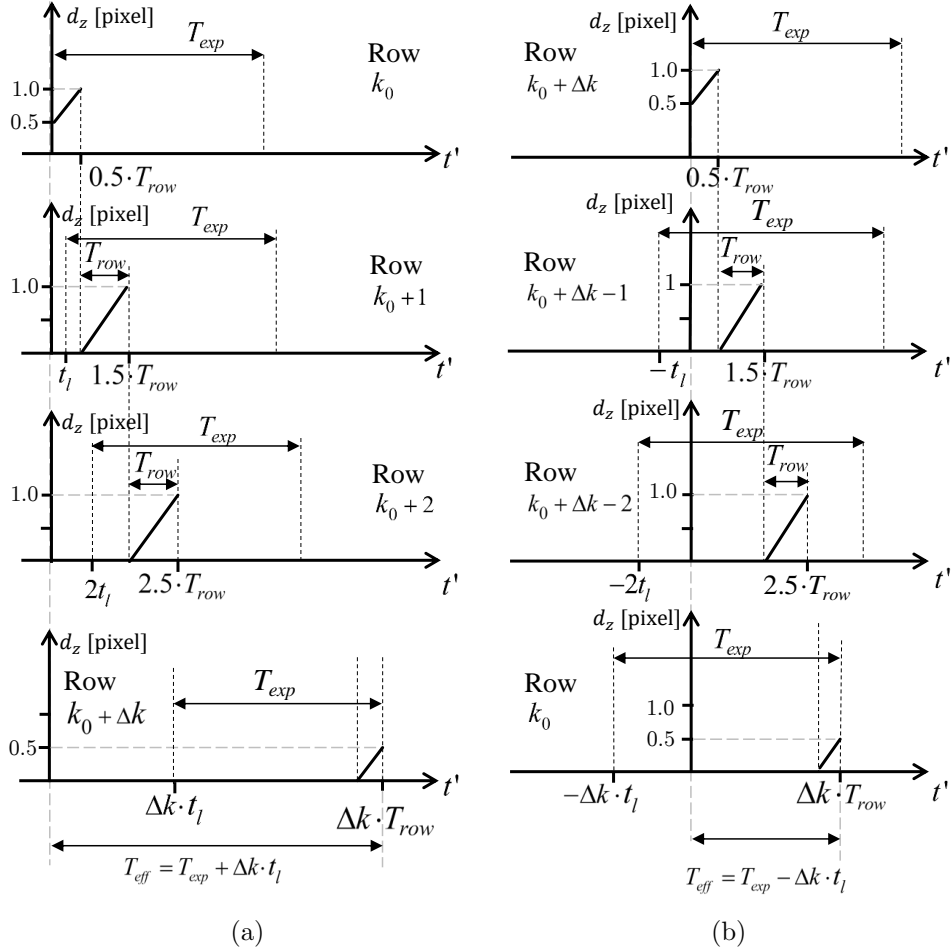 d_z [pixel]
T_exp
Row
k_0
1.0
0.5
0.5·T_row
t'
d_z [pixel]
T_exp
T_row
Row
k_0 + 1
1.0
t_l
1.5·T_row
t'
d_z [pixel]
T_exp
T_row
Row
k_0 + 2
1.0
2t_l
2.5·T_row
t'
d_z [pixel]
Row
k_0 + Δk
T_exp
0.5
Δk·t_l
Δk·T_row
t'
T_eff = T_exp + Δk·t_l
(a)
d_z [pixel]
T_exp
Row
k_0 + Δk
1.0
0.5
0.5·T_row
t'
d_z [pixel]
T_exp
T_row
Row
k_0 + Δk − 1
1
−t_l
1.5·T_row
t'
d_z [pixel]
T_exp
T_row
Row
k_0 + Δk − 2
1.0
−2t_l
2.5·T_row
t'
d_z [pixel]
T_exp
Row
k_0
1.0
0.5
−Δk·t_l
Δk·T_row
t'
T_eff = T_exp − Δk·t_l
(b)